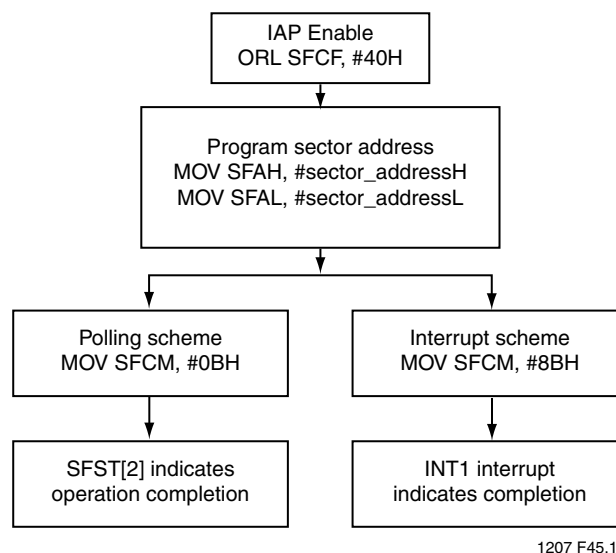 IAP Enable
ORL SFCF, #40H
Program sector address
MOV SFAH, #sector_addressH
MOV SFAL, #sector_addressL
Polling scheme
MOV SFCM, #0BH
Interrupt scheme
MOV SFCM, #8BH
SFST[2] indicates
operation completion
INT1 interrupt
indicates completion
1207 F45.1